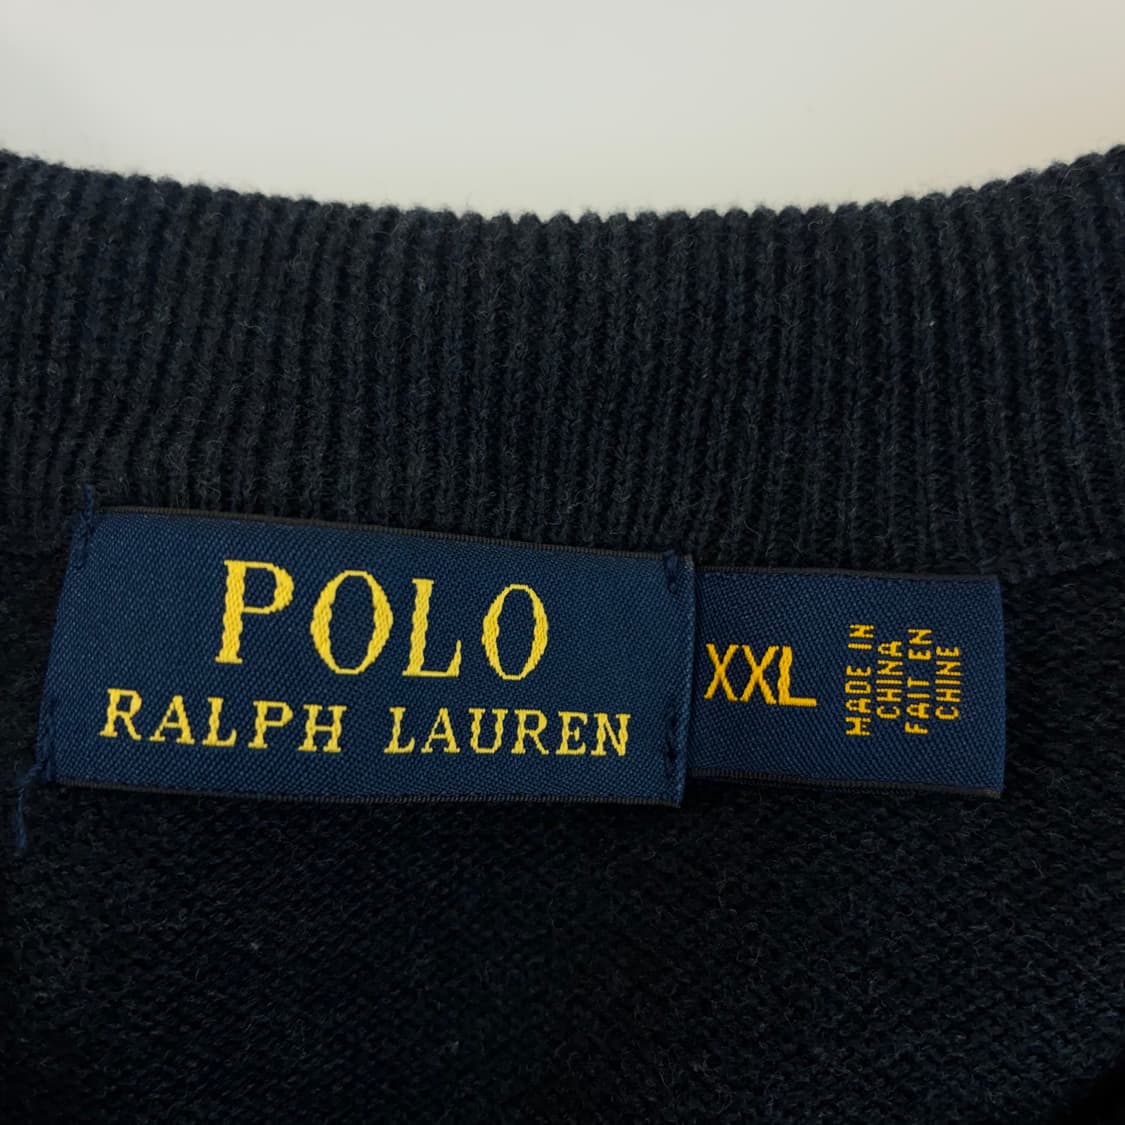 POLO
RALPH LAUREN
XXL
MADE IN
CHINA
FAIT EN
CHINE